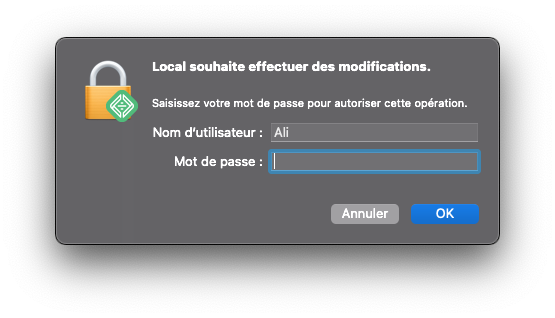 Local souhaite effectuer des modifications.
Saisissez votre mot de passe pour autoriser cette opération.
Nom d'utilisateur : Ali
Mot de passe :
Annuler OK